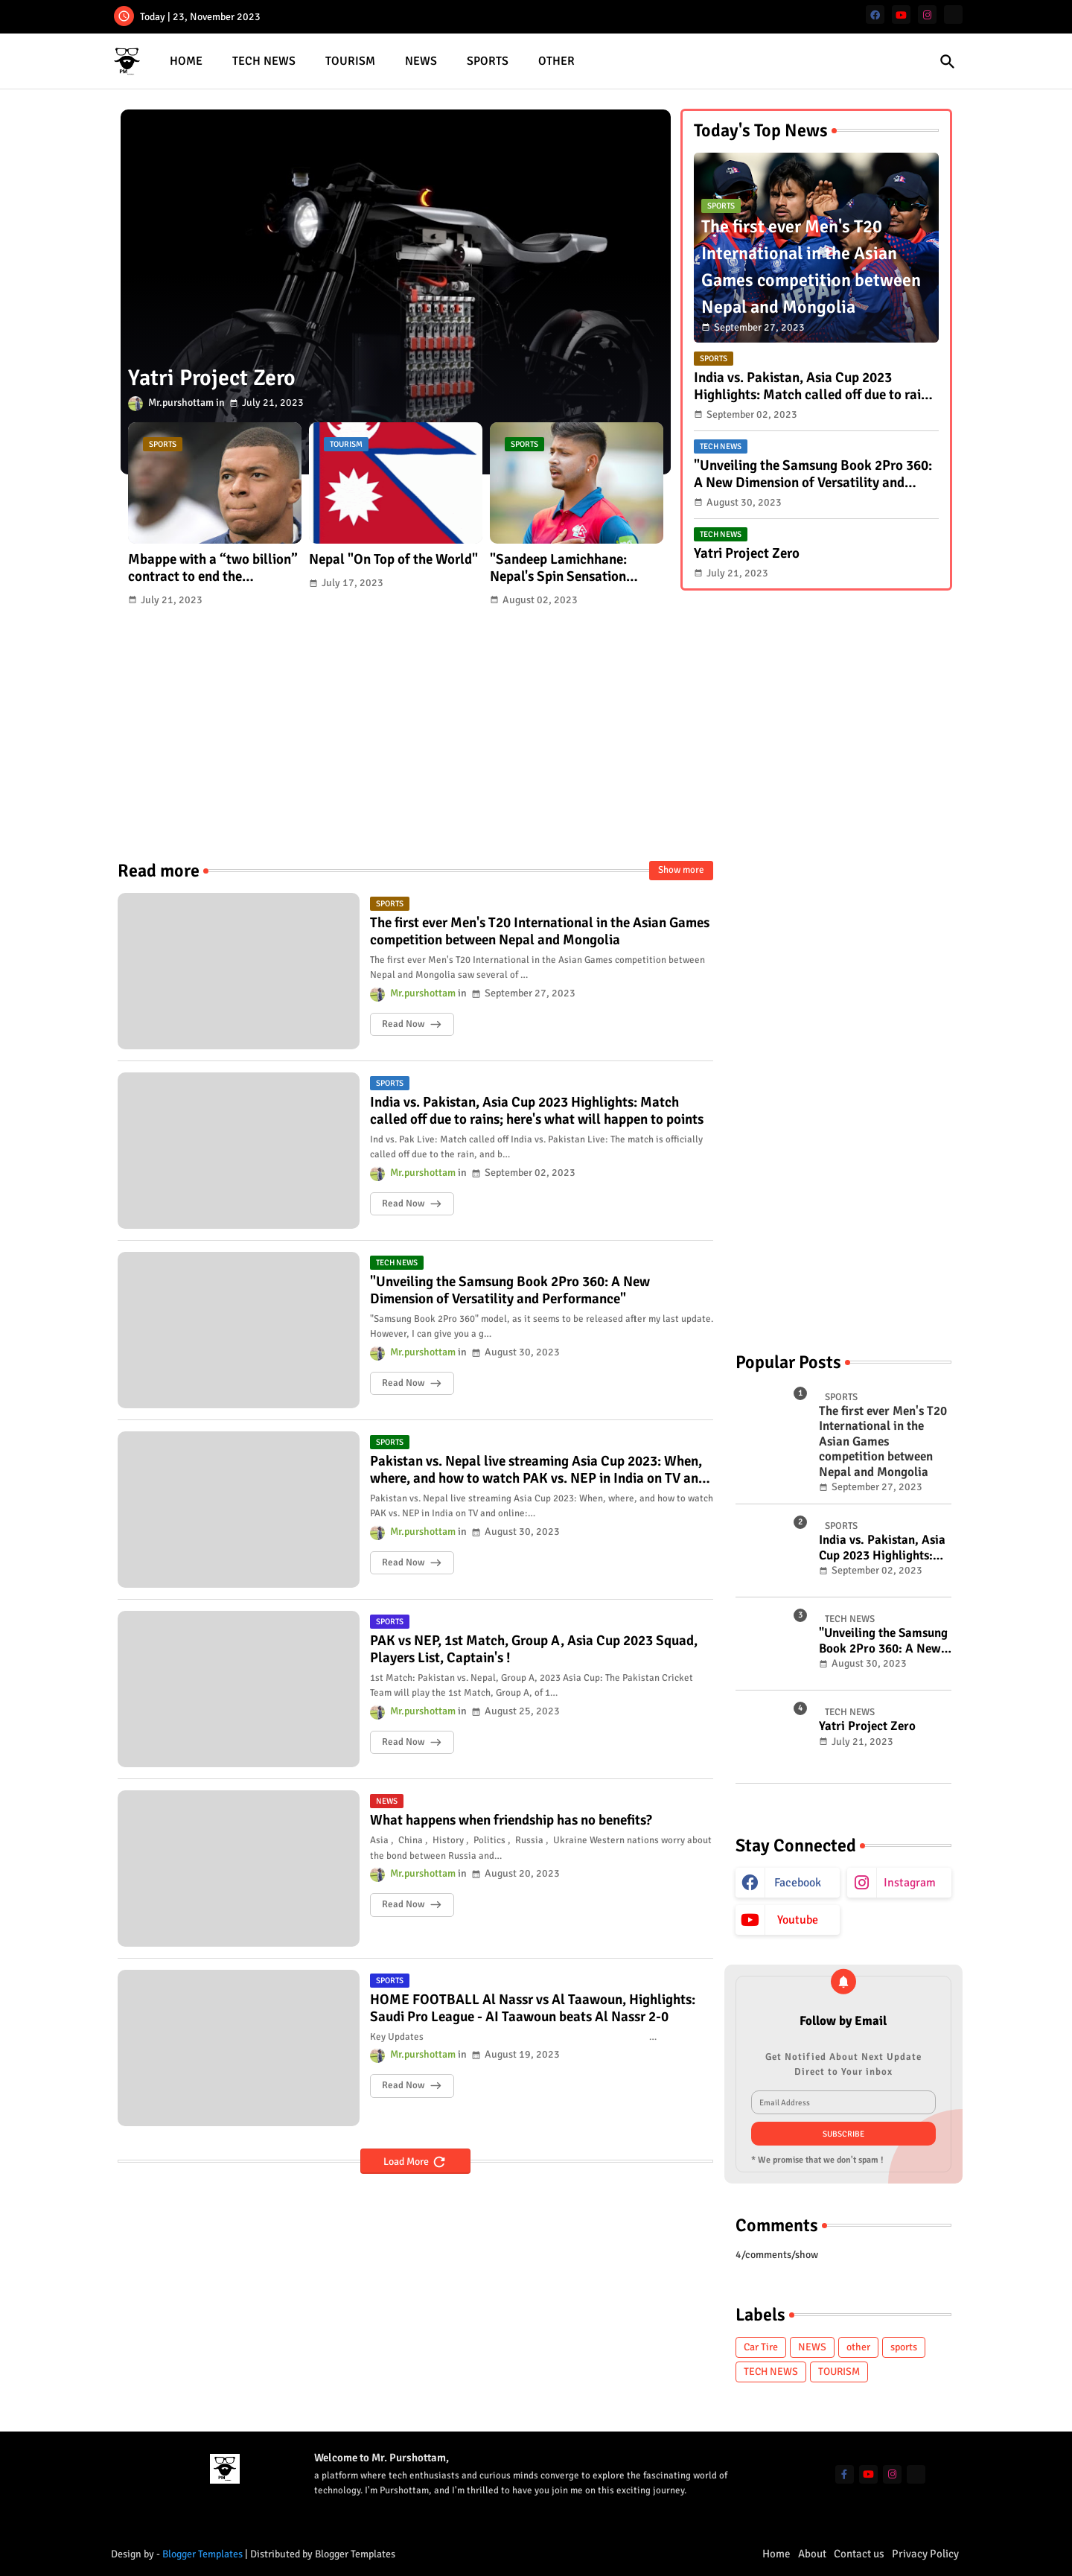 Today | 23, November 2023
HOME TECH NEWS TOURISM NEWS SPORTS OTHER
Yatri Project Zero
Mr.purshottam in July 21, 2023
SPORTS
Mbappe with a “two billion”
contract to end the...
July 21, 2023
TOURISM
Nepal "On Top of the World"
July 17, 2023
SPORTS
"Sandeep Lamichhane:
Nepal's Spin Sensation...
August 02, 2023
Today's Top News
SPORTS
The first ever Men's T20
International in the Asian
Games competition between
Nepal and Mongolia
NEPAL
September 27, 2023
SPORTS
India vs. Pakistan, Asia Cup 2023
Highlights: Match called off due to rai...
September 02, 2023
TECH NEWS
"Unveiling the Samsung Book 2Pro 360:
A New Dimension of Versatility and...
August 30, 2023
TECH NEWS
Yatri Project Zero
July 21, 2023
Read more
Show more
SPORTS
The first ever Men's T20 International in the Asian Games
competition between Nepal and Mongolia
The first ever Men's T20 International in the Asian Games competition between
Nepal and Mongolia saw several of ...
Mr.purshottam in September 27, 2023
Read Now
SPORTS
India vs. Pakistan, Asia Cup 2023 Highlights: Match
called off due to rains; here's what will happen to points
Ind vs. Pak Live: Match called off India vs. Pakistan Live: The match is officially
called off due to the rain, and b...
Mr.purshottam in September 02, 2023
Read Now
TECH NEWS
"Unveiling the Samsung Book 2Pro 360: A New
Dimension of Versatility and Performance"
"Samsung Book 2Pro 360" model, as it seems to be released after my last update.
However, I can give you a g...
Mr.purshottam in August 30, 2023
Read Now
SPORTS
Pakistan vs. Nepal live streaming Asia Cup 2023: When,
where, and how to watch PAK vs. NEP in India on TV an...
Pakistan vs. Nepal live streaming Asia Cup 2023: When, where, and how to watch
PAK vs. NEP in India on TV and online:...
Mr.purshottam in August 30, 2023
Read Now
SPORTS
PAK vs NEP, 1st Match, Group A, Asia Cup 2023 Squad,
Players List, Captain's !
1st Match: Pakistan vs. Nepal, Group A, 2023 Asia Cup: The Pakistan Cricket
Team will play the 1st Match, Group A, of 1...
Mr.purshottam in August 25, 2023
Read Now
NEWS
What happens when friendship has no benefits?
Asia , China , History , Politics , Russia , Ukraine Western nations worry about
the bond between Russia and...
Mr.purshottam in August 20, 2023
Read Now
SPORTS
HOME FOOTBALL Al Nassr vs Al Taawoun, Highlights:
Saudi Pro League - AI Taawoun beats Al Nassr 2-0
Key Updates ...
Mr.purshottam in August 19, 2023
Read Now
Load More
Popular Posts
1
SPORTS
The first ever Men's T20
International in the
Asian Games
competition between
Nepal and Mongolia
September 27, 2023
2
SPORTS
India vs. Pakistan, Asia
Cup 2023 Highlights:...
September 02, 2023
3
TECH NEWS
"Unveiling the Samsung
Book 2Pro 360: A New...
August 30, 2023
4
TECH NEWS
Yatri Project Zero
July 21, 2023
Stay Connected
Facebook Instagram
Youtube
Follow by Email
Get Notified About Next Update
Direct to Your inbox
Email Address
SUBSCRIBE
* We promise that we don't spam !
Comments
4/comments/show
Labels
Car Tire NEWS other sports
TECH NEWS TOURISM
Welcome to Mr. Purshottam,
a platform where tech enthusiasts and curious minds converge to explore the fascinating world of
technology. I'm Purshottam, and I'm thrilled to have you join me on this exciting journey.
Design by - Blogger Templates | Distributed by Blogger Templates
Home About Contact us Privacy Policy